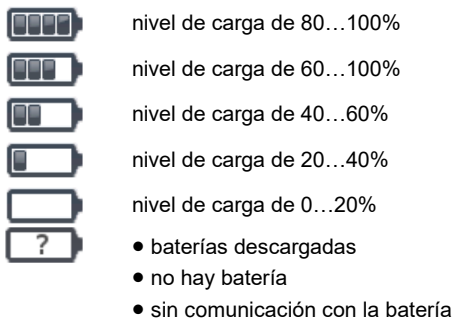 nivel de carga de 80…100%
nivel de carga de 60…100%
nivel de carga de 40…60%
nivel de carga de 20…40%
nivel de carga de 0…20%
? ● baterías descargadas
● no hay batería
● sin comunicación con la batería